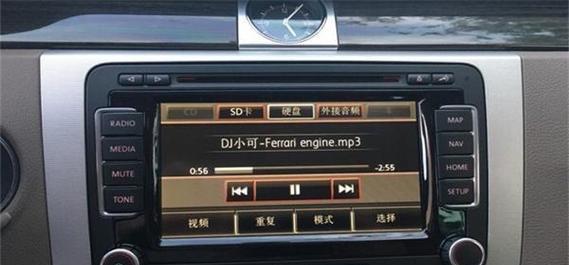 CD SD卡 硬盘 外接音频
RADIO
MEDIA
MUTE
TONE
DJ小可-Ferrari engine.mp3
0:56 -2:55
视频 重复 模式 选择
MAP
NAV
HOME
SETUP